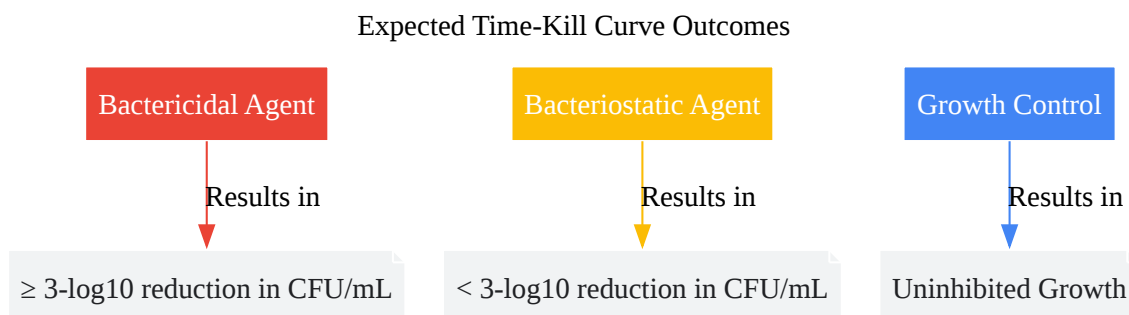 Expected Time-Kill Curve Outcomes
Bactericidal Agent
Bacteriostatic Agent
Growth Control
Results in
Results in
Results in
≥ 3-log10 reduction in CFU/mL
< 3-log10 reduction in CFU/mL
Uninhibited Growth